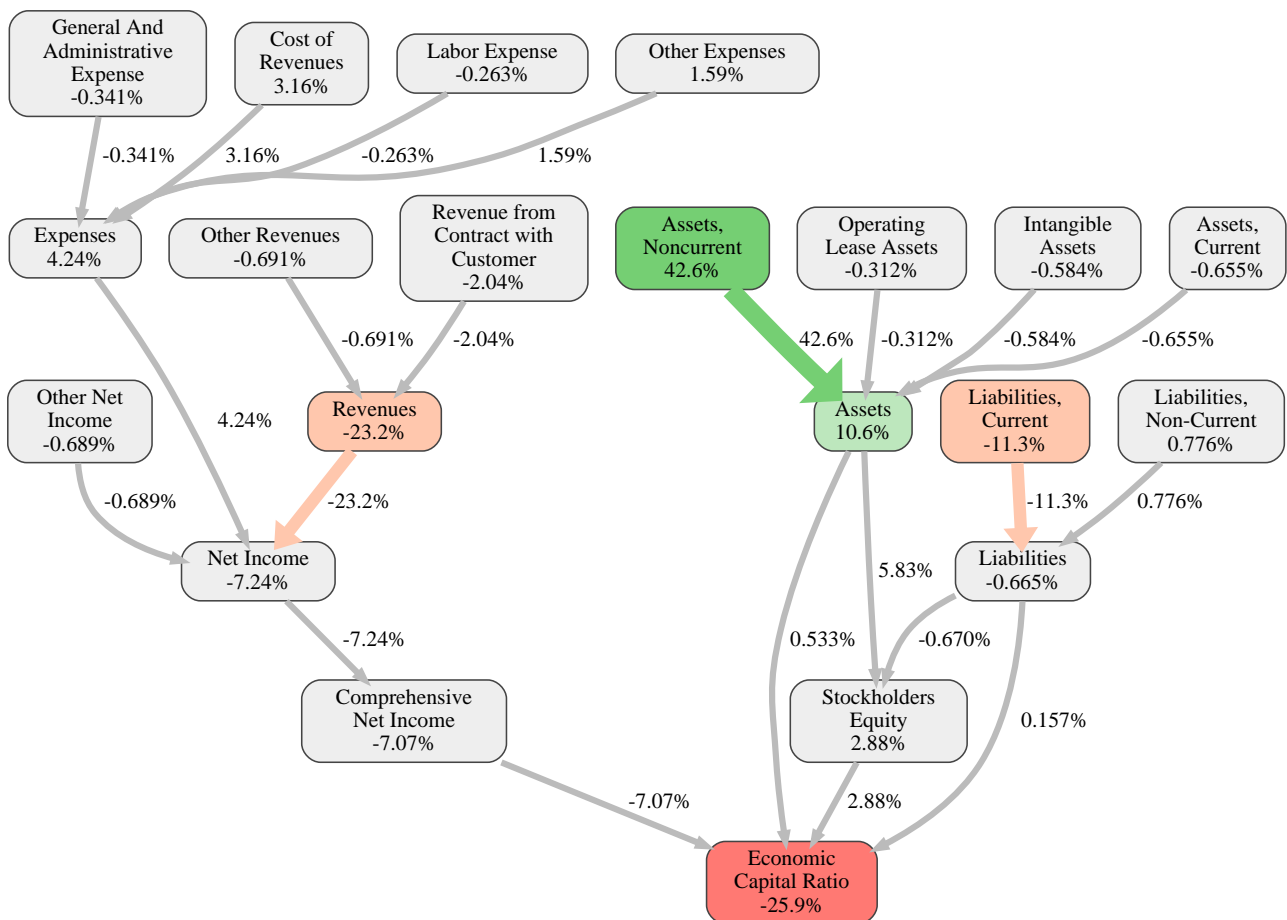 General And
Administrative
Expense
-0.341%
Cost of
Revenues
3.16%
Labor Expense
-0.263%
Other Expenses
1.59%
-0.341%
3.16%
-0.263%
1.59%
Expenses
4.24%
Other Revenues
-0.691%
Revenue from
Contract with
Customer
-2.04%
Assets,
Noncurrent
42.6%
Operating
Lease Assets
-0.312%
Intangible
Assets
-0.584%
Assets,
Current
-0.655%
-0.691%
-2.04%
42.6%
-0.312%
-0.584%
-0.655%
Other Net
Income
-0.689%
4.24%
Revenues
-23.2%
Assets
10.6%
Liabilities,
Current
-11.3%
Liabilities,
Non-Current
0.776%
-0.689%
-23.2%
-11.3%
0.776%
Net Income
-7.24%
5.83%
Liabilities
-0.665%
-7.24%
0.533%
-0.670%
Comprehensive
Net Income
-7.07%
Stockholders
Equity
2.88%
0.157%
-7.07%
2.88%
Economic
Capital Ratio
-25.9%